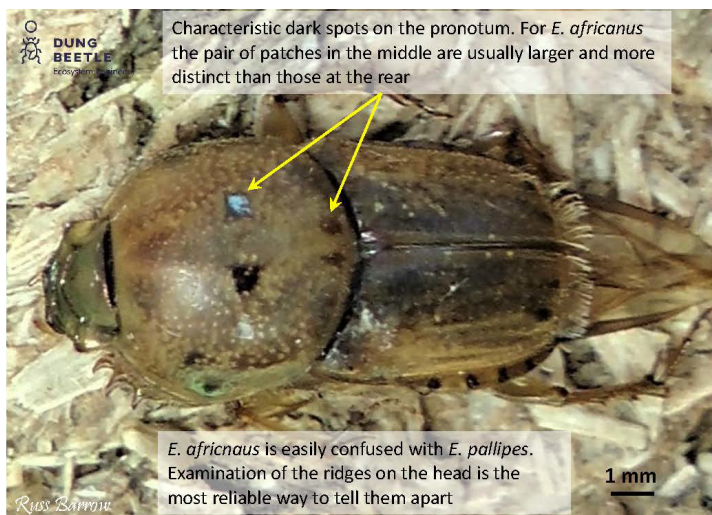 Characteristic dark spots on the pronotum. For E. africanus
the pair of patches in the middle are usually larger and more
distinct than those at the rear
DUNG
BEETLE
Ecosystem Engineers
E. africnaus is easily confused with E. pallipes.
Examination of the ridges on the head is the
most reliable way to tell them apart
1 mm
Russ Barrow